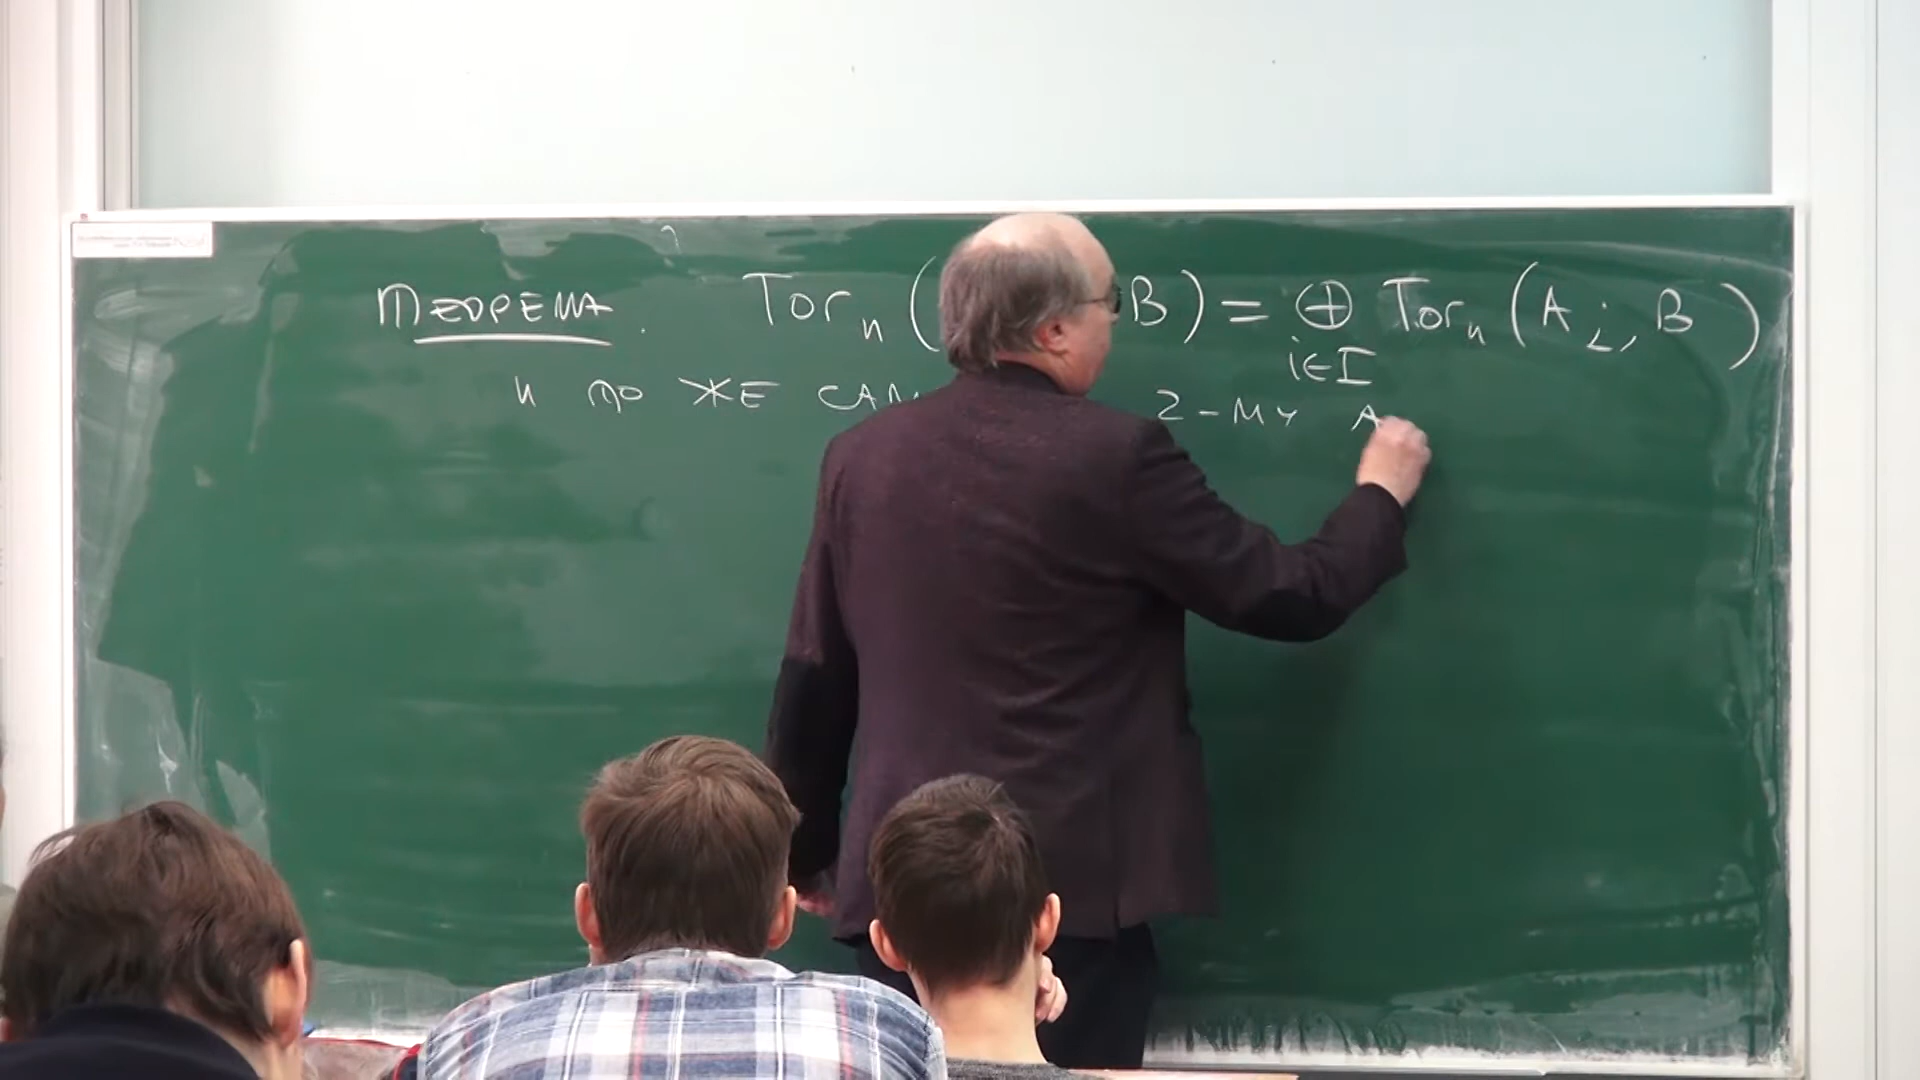 Теорема. Tor_n ( B) = ⊕_{i∈I} Tor_n (A_i, B)
и то же сам 2-му А